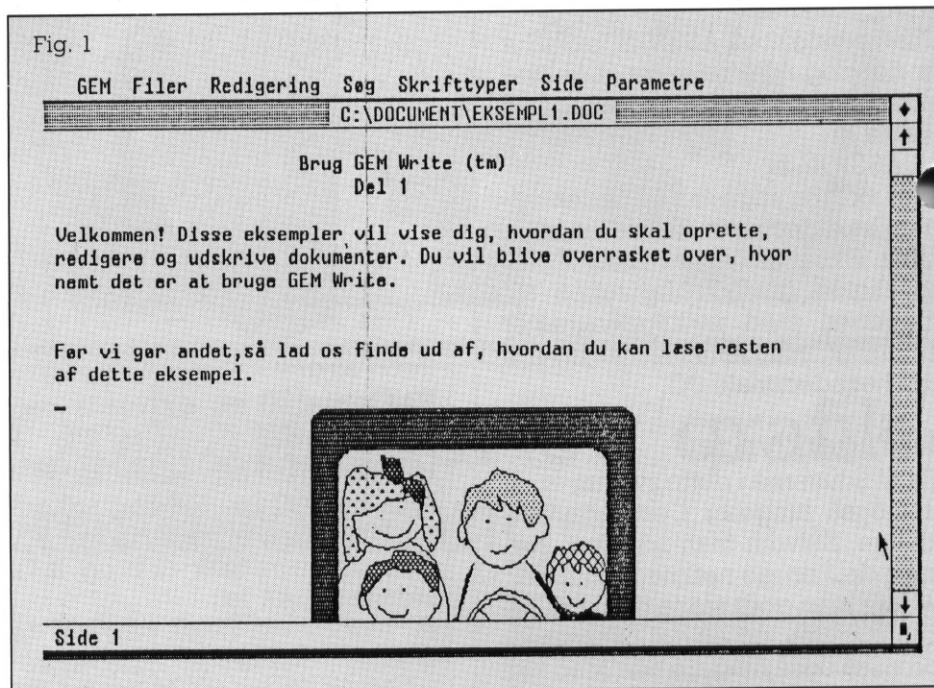 Fig. 1
GEM Filer Redigering Søg Skrifttyper Side Parametre
C:\DOCUMENT\EKSEMPL1.DOC
Brug GEM Write (tm)
Del 1
Velkommen! Disse eksempler vil vise dig, hvordan du skal oprette,
redigere og udskrive dokumenter. Du vil blive overrasket over, hvor
nemt det er at bruge GEM Write.
Før vi gør andet,så lad os finde ud af, hvordan du kan læse resten
af dette eksempel.
Side 1